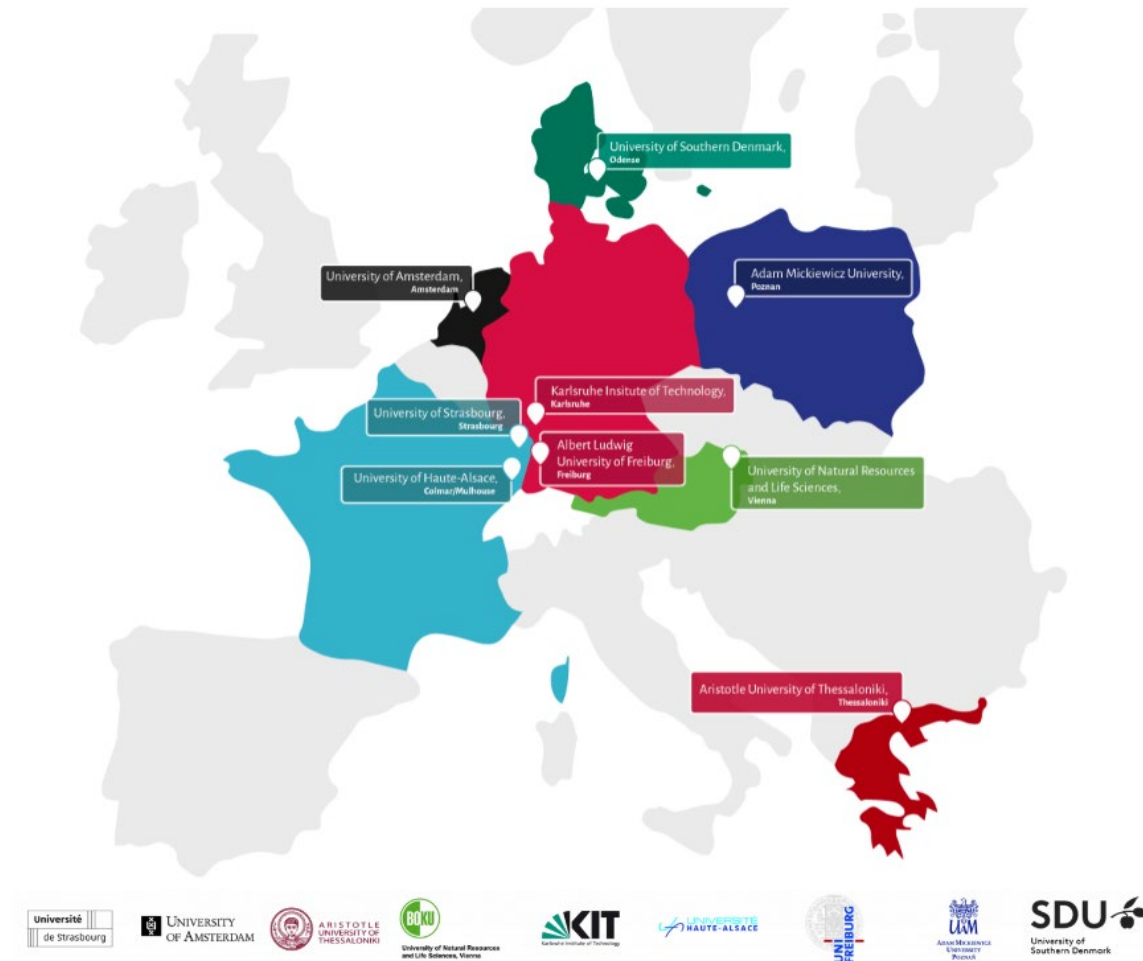 University of Southern Denmark,
Odense
University of Amsterdam,
Amsterdam
Adam Mickiewicz University,
Poznan
Karlsruhe Insitute of Technology,
Karlsruhe
University of Strasbourg,
Strasbourg
Albert Ludwig
University of Freiburg,
Freiburg
University of Haute-Alsace,
Colmar/Mulhouse
University of Natural Resources
and Life Sciences,
Vienna
Aristotle University of Thessaloniki,
Thessaloniki
Université
de Strasbourg
UNIVERSITY
OF AMSTERDAM
ARISTOTLE
UNIVERSITY OF
THESSALONIKI
BOKU
University of Natural Resources
and Life Sciences, Vienna
KIT
Karlsruhe Institute of Technology
UNIVERSITÉ
HAUTE-ALSACE
UNI
FREIBURG
UAM
ADAM MICKIEWICZ
UNIVERSITY
POZNAŃ
SDU
University of
Southern Denmark